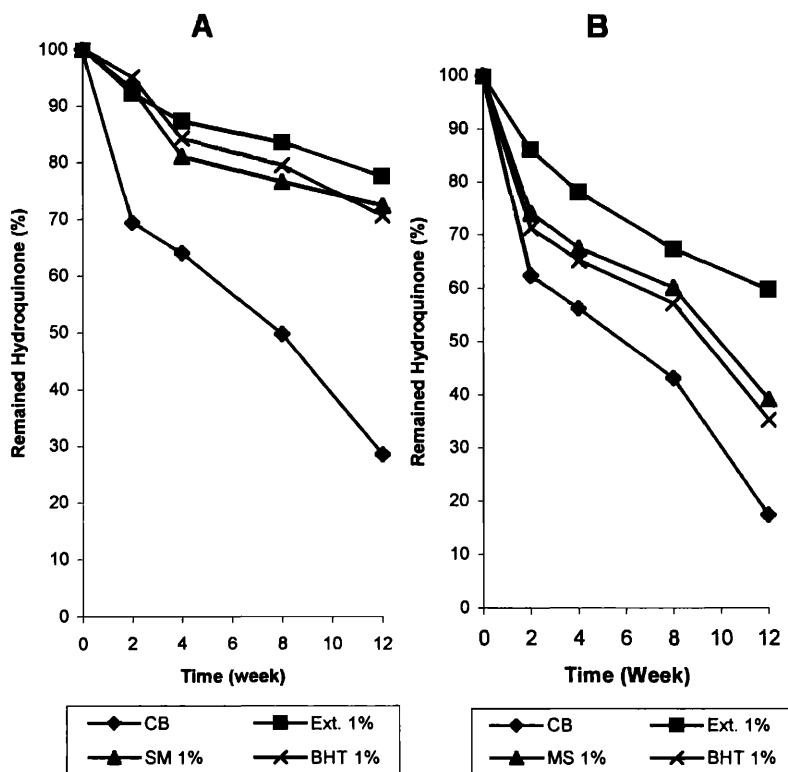 A
Remained Hydroquinone (%)
100
90
80
70
60
50
40
30
20
10
0
0 2 4 6 8 10 12
Time (week)
CB Ext. 1%
SM 1% BHT 1%
B
Remained Hydroquinone (%)
100
90
80
70
60
50
40
30
20
10
0
0 2 4 6 8 10 12
Time (Week)
CB Ext. 1%
MS 1% BHT 1%